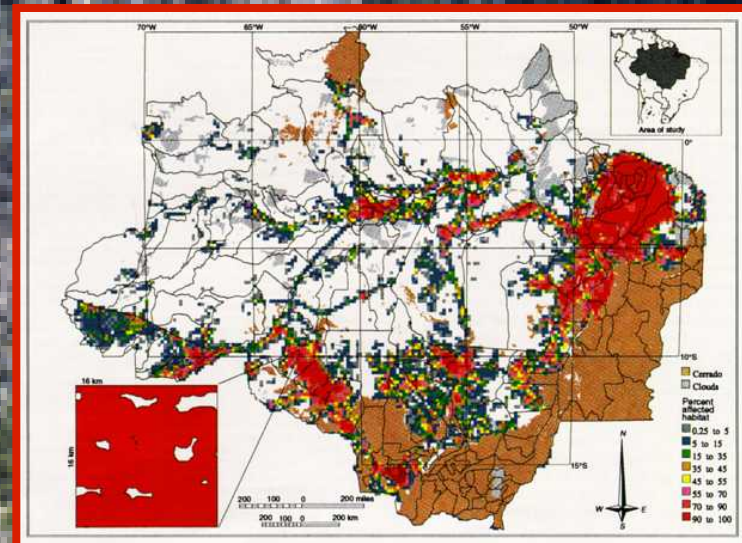 70°W 65°W 60°W 55°W 50°W
Area of study
0°
10°S
15°S
16 km
16 km
Cerrado
Clouds
Percent
affected
habitat
0.25 to 5
5 to 15
15 to 35
35 to 45
45 to 55
55 to 70
70 to 90
90 to 100
N
W E
S
200 100 0 200 miles
200 100 0 200 km